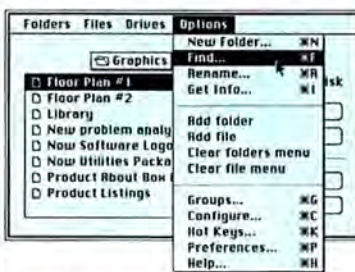 Folders Files Drives Options
New Folder... ⌘N
Find... ⌘F
Rename... ⌘R
Get Info... ⌘I
Add folder
Add file
Clear folders menu
Clear file menu
Groups... ⌘G
Configure... ⌘C
Hot Keys... ⌘K
Preferences... ⌘P
Help... ⌘H
Graphics
Floor Plan #1
Floor Plan #2
Library
New problem analy
Now Software Logo
Now Utilities Packa
Product About Box
Product Listings
isk